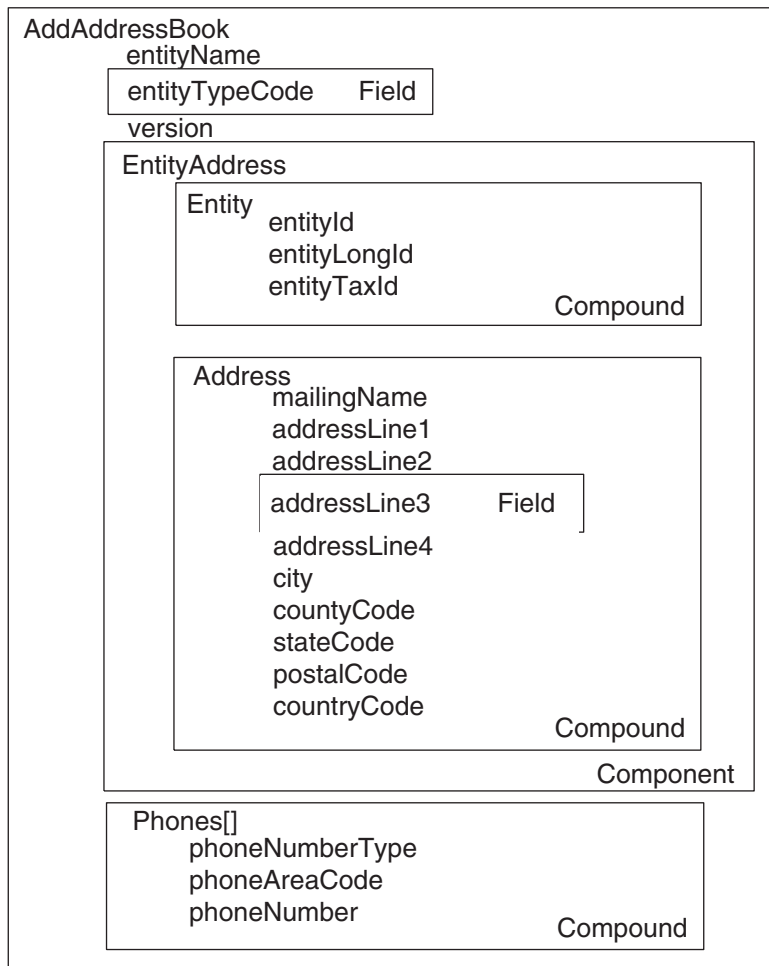 AddAddressBook
entityName
entityTypeCode Field
version
EntityAddress
Entity
entityId
entityLongId
entityTaxId
Compound
Address
mailingName
addressLine1
addressLine2
addressLine3 Field
addressLine4
city
countyCode
stateCode
postalCode
countryCode
Compound
Component
Phones[]
phoneNumberType
phoneAreaCode
phoneNumber
Compound